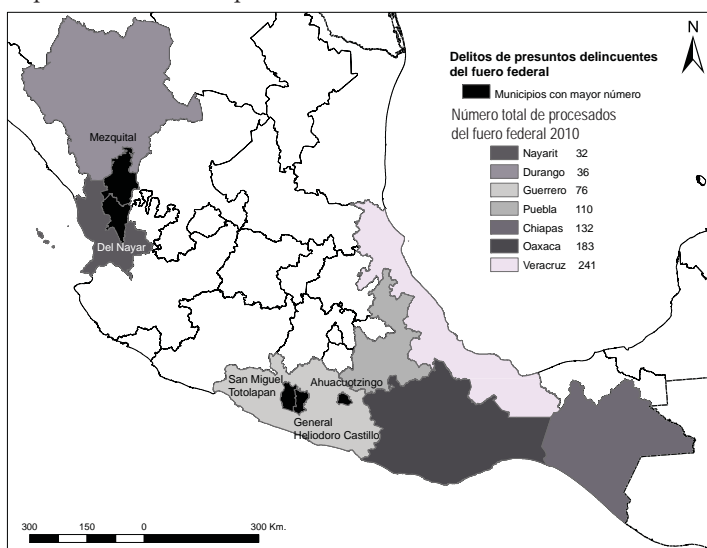 N
Delitos de presuntos delincuentes
del fuero federal
Municipios con mayor número
Número total de procesados
del fuero federal 2010
Nayarit 32
Durango 36
Guerrero 76
Puebla 110
Chiapas 132
Oaxaca 183
Veracruz 241
Mezquital
Del Nayar
San Miguel
Totolapan
Ahuacuotzingo
General
Heliodoro Castillo
300 150 0 300 Km.